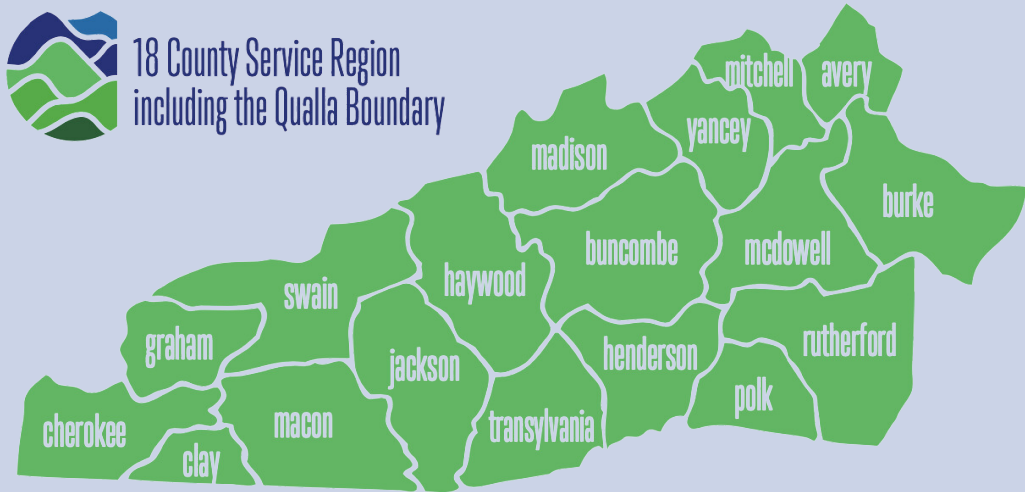 18 County Service Region
including the Qualla Boundary
mitchell
avery
madison
yancey
burke
buncombe
mcdowell
haywood
swain
graham
jackson
henderson
rutherford
polk
cherokee
macon
transylvania
clay